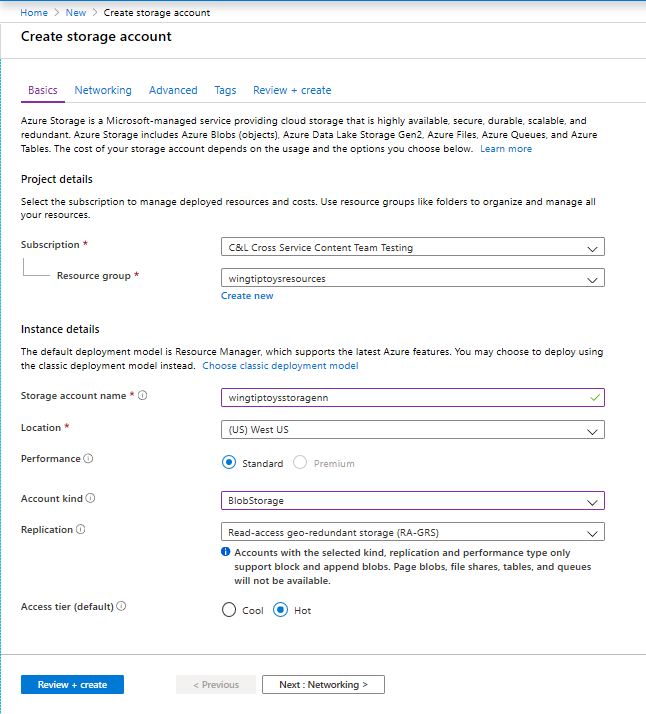 Home > New > Create storage account
Create storage account
Basics Networking Advanced Tags Review + create
Azure Storage is a Microsoft-managed service providing cloud storage that is highly available, secure, durable, scalable, and
redundant. Azure Storage includes Azure Blobs (objects), Azure Data Lake Storage Gen2, Azure Files, Azure Queues, and Azure
Tables. The cost of your storage account depends on the usage and the options you choose below. Learn more
Project details
Select the subscription to manage deployed resources and costs. Use resource groups like folders to organize and manage all
your resources.
Subscription * C&L Cross Service Content Team Testing
Resource group * wingtiptoysresources
Create new
Instance details
The default deployment model is Resource Manager, which supports the latest Azure features. You may choose to deploy using
the classic deployment model instead. Choose classic deployment model
Storage account name * wingtiptoysstoragenn
Location * (US) West US
Performance Standard Premium
Account kind BlobStorage
Replication Read-access geo-redundant storage (RA-GRS)
Accounts with the selected kind, replication and performance type only
support block and append blobs. Page blobs, file shares, tables, and queues
will not be available.
Access tier (default) Cool Hot
Review + create < Previous Next : Networking >